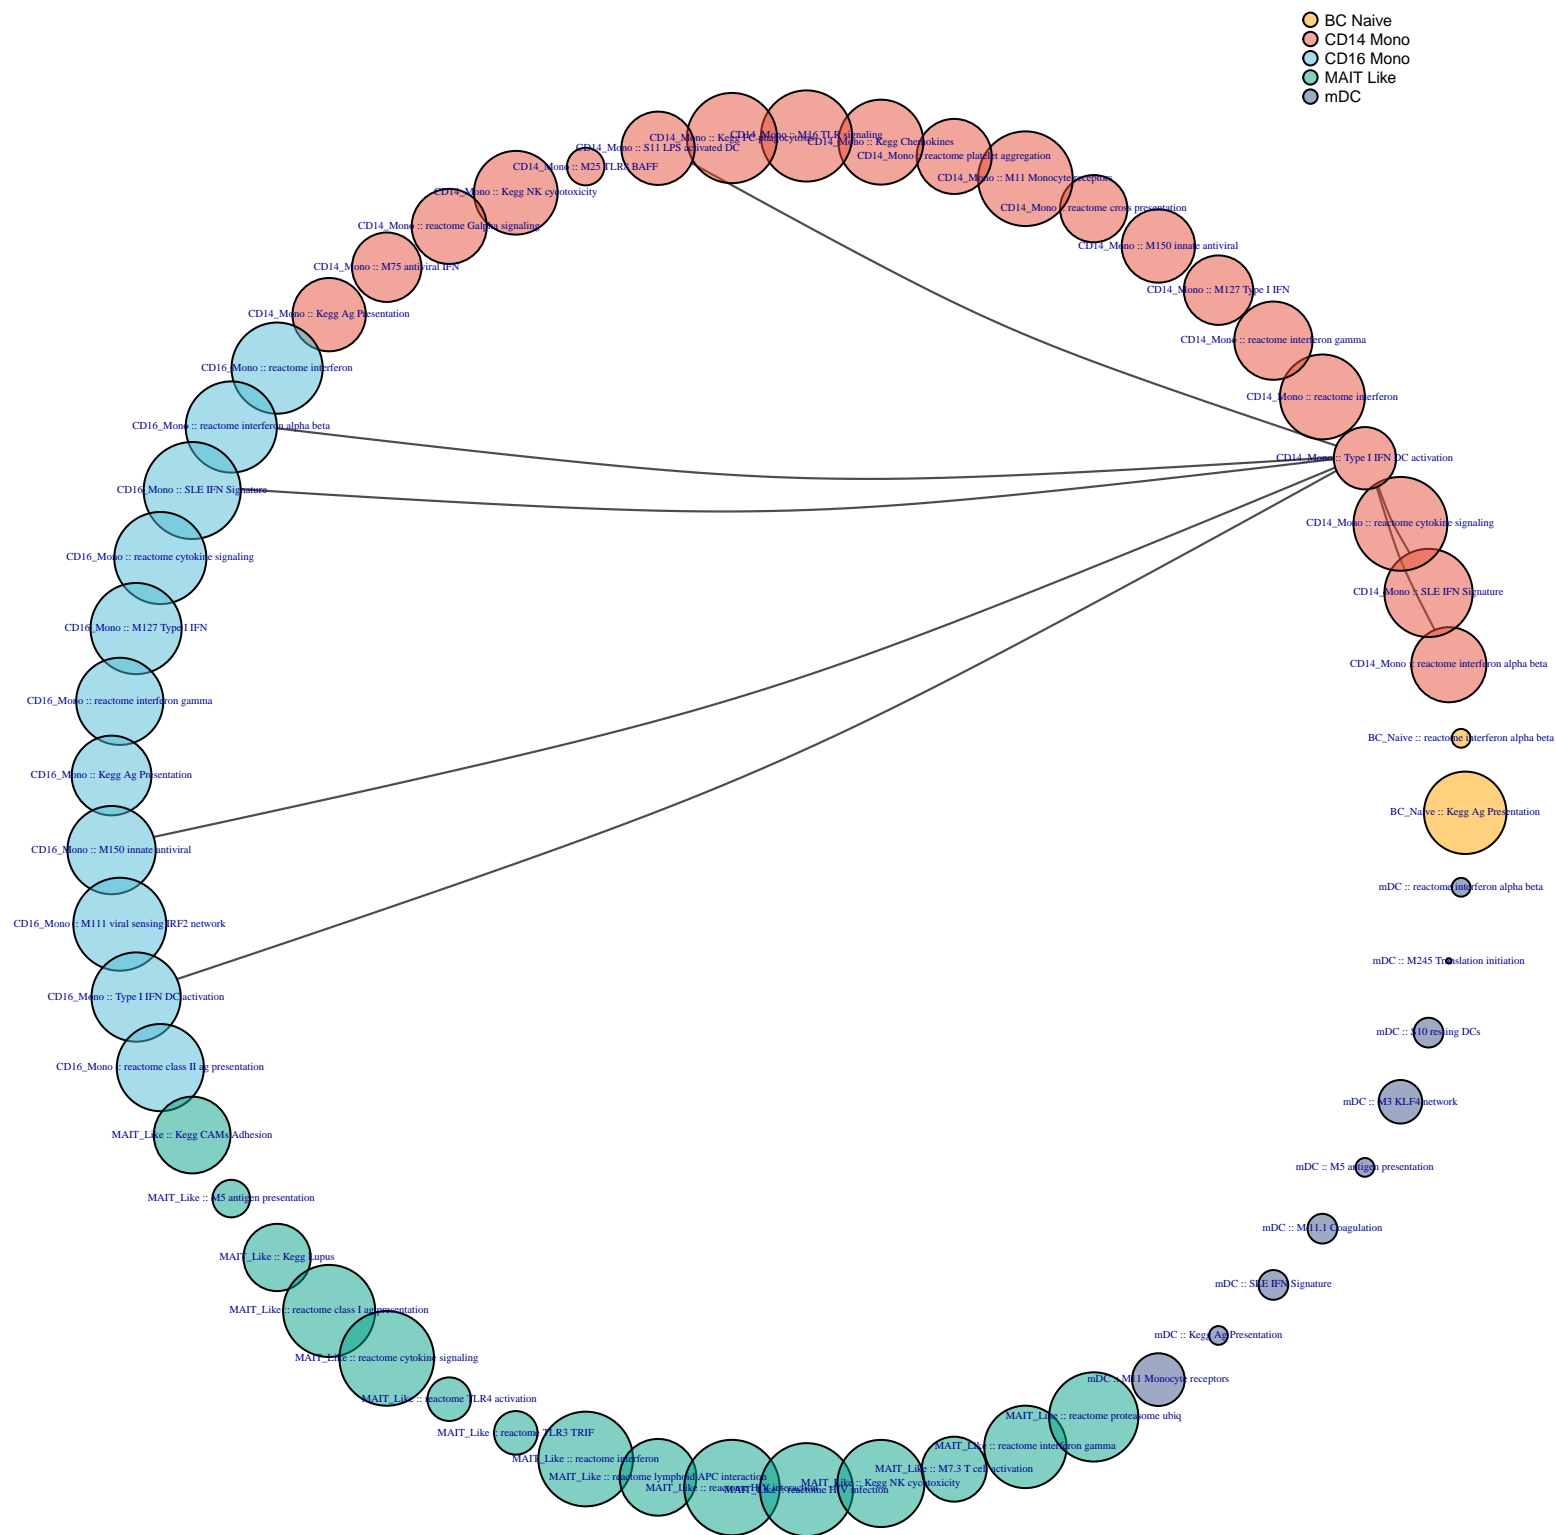 BC Naive
CD14 Mono
CD16 Mono
MAIT Like
mDC
CD14_Mono :: M16 TLR signaling
CD14_Mono :: Kegg FC phagocytosis
CD14_Mono :: Kegg Chemokines
CD14_Mono :: S11 LPS activated DC
CD14_Mono :: reactome platelet aggregation
CD14_Mono :: M25 TLR8 BAFF
CD14_Mono :: M11 Monocyte receptors
CD14_Mono :: Kegg NK cycotoxicity
CD14_Mono :: reactome cross presentation
CD14_Mono :: reactome Galpha signaling
CD14_Mono :: M150 innate antiviral
CD14_Mono :: M75 antiviral IFN
CD14_Mono :: M127 Type I IFN
CD14_Mono :: Kegg Ag Presentation
CD14_Mono :: reactome interferon gamma
CD16_Mono :: reactome interferon
CD14_Mono :: reactome interferon
CD16_Mono :: reactome interferon alpha beta
CD14_Mono :: Type I IFN DC activation
CD16_Mono :: SLE IFN Signature
CD14_Mono :: reactome cytokine signaling
CD16_Mono :: reactome cytokine signaling
CD14_Mono :: SLE IFN Signature
CD16_Mono :: M127 Type I IFN
CD14_Mono :: reactome interferon alpha beta
CD16_Mono :: reactome interferon gamma
BC_Naive :: reactome interferon alpha beta
CD16_Mono :: Kegg Ag Presentation
BC_Naive :: Kegg Ag Presentation
CD16_Mono :: M150 innate antiviral
mDC :: reactome interferon alpha beta
CD16_Mono :: M111 viral sensing IRF2 network
mDC :: M245 Translation initiation
CD16_Mono :: Type I IFN DC activation
mDC :: S10 resting DCs
CD16_Mono :: reactome class II ag presentation
mDC :: M3 KLF4 network
MAIT_Like :: Kegg CAMs Adhesion
mDC :: M5 antigen presentation
MAIT_Like :: M5 antigen presentation
mDC :: M-11.1 Coagulation
MAIT_Like :: Kegg Lupus
mDC :: SLE IFN Signature
MAIT_Like :: reactome class I ag presentation
mDC :: Kegg Ag Presentation
MAIT_Like :: reactome cytokine signaling
mDC :: M11 Monocyte receptors
MAIT_Like :: reactome TLR4 activation
MAIT_Like :: reactome proteasome ubiq
MAIT_Like :: reactome TLR3 TRIF
MAIT_Like :: reactome interferon gamma
MAIT_Like :: reactome interferon
MAIT_Like :: M7.3 T cell activation
MAIT_Like :: reactome lymphoid APC interaction
MAIT_Like :: Kegg NK cycotoxicity
MAIT_Like :: reactome HIV interaction
MAIT_Like :: reactome HIV infection